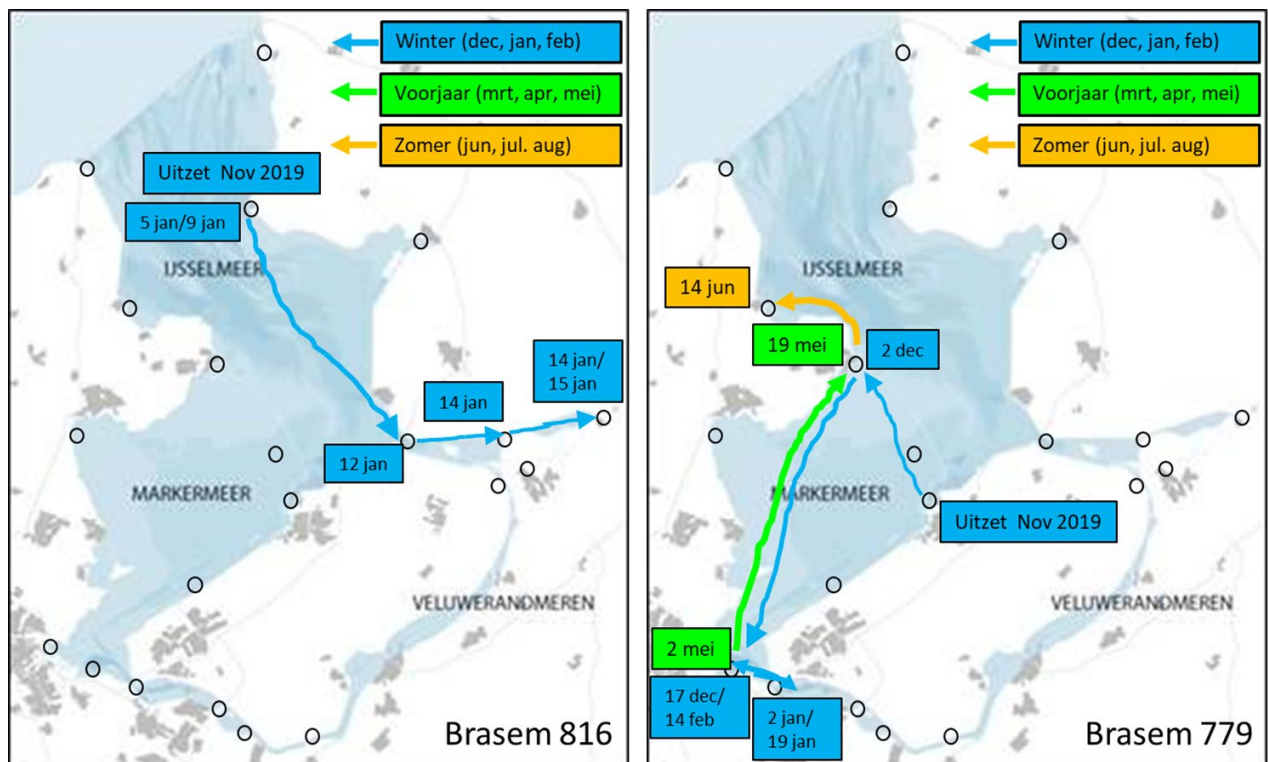 Winter (dec, jan, feb)
Voorjaar (mrt, apr, mei)
Zomer (jun, jul. aug)
Uitzet Nov 2019
5 jan/9 jan
IJSSELMEER
14 jan/
15 jan
14 jan
12 jan
MARKERMEER
VELUWERANDMEREN
Brasem 816
Winter (dec, jan, feb)
Voorjaar (mrt, apr, mei)
Zomer (jun, jul. aug)
IJSSELMEER
14 jun
19 mei
2 dec
MARKERMEER
Uitzet Nov 2019
VELUWERANDMEREN
2 mei
17 dec/
14 feb
2 jan/
19 jan
Brasem 779